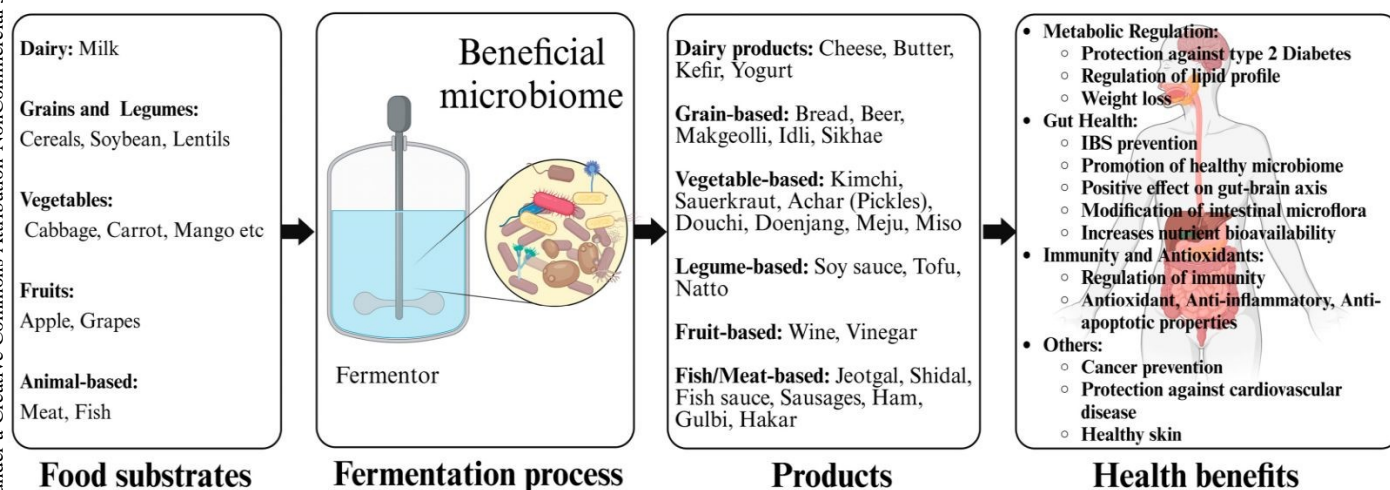 under a Creative Commons Attribution-NonCommercial
Dairy: Milk
Grains and Legumes:
Cereals, Soybean, Lentils
Vegetables:
Cabbage, Carrot, Mango etc
Fruits:
Apple, Grapes
Animal-based:
Meat, Fish
Food substrates
Beneficial
microbiome
Fermentor
Fermentation process
Dairy products: Cheese, Butter,
Kefir, Yogurt
Grain-based: Bread, Beer,
Makgeolli, Idli, Sikhae
Vegetable-based: Kimchi,
Sauerkraut, Achar (Pickles),
Douchi, Doenjang, Meju, Miso
Legume-based: Soy sauce, Tofu,
Natto
Fruit-based: Wine, Vinegar
Fish/Meat-based: Jeotgal, Shidal,
Fish sauce, Sausages, Ham,
Gulbi, Hakar
Products
• Metabolic Regulation:
○ Protection against type 2 Diabetes
○ Regulation of lipid profile
○ Weight loss
• Gut Health:
○ IBS prevention
○ Promotion of healthy microbiome
○ Positive effect on gut-brain axis
○ Modification of intestinal microflora
○ Increases nutrient bioavailability
• Immunity and Antioxidants:
○ Regulation of immunity
○ Antioxidant, Anti-inflammatory, Anti-
apoptotic properties
• Others:
○ Cancer prevention
○ Protection against cardiovascular
disease
○ Healthy skin
Health benefits